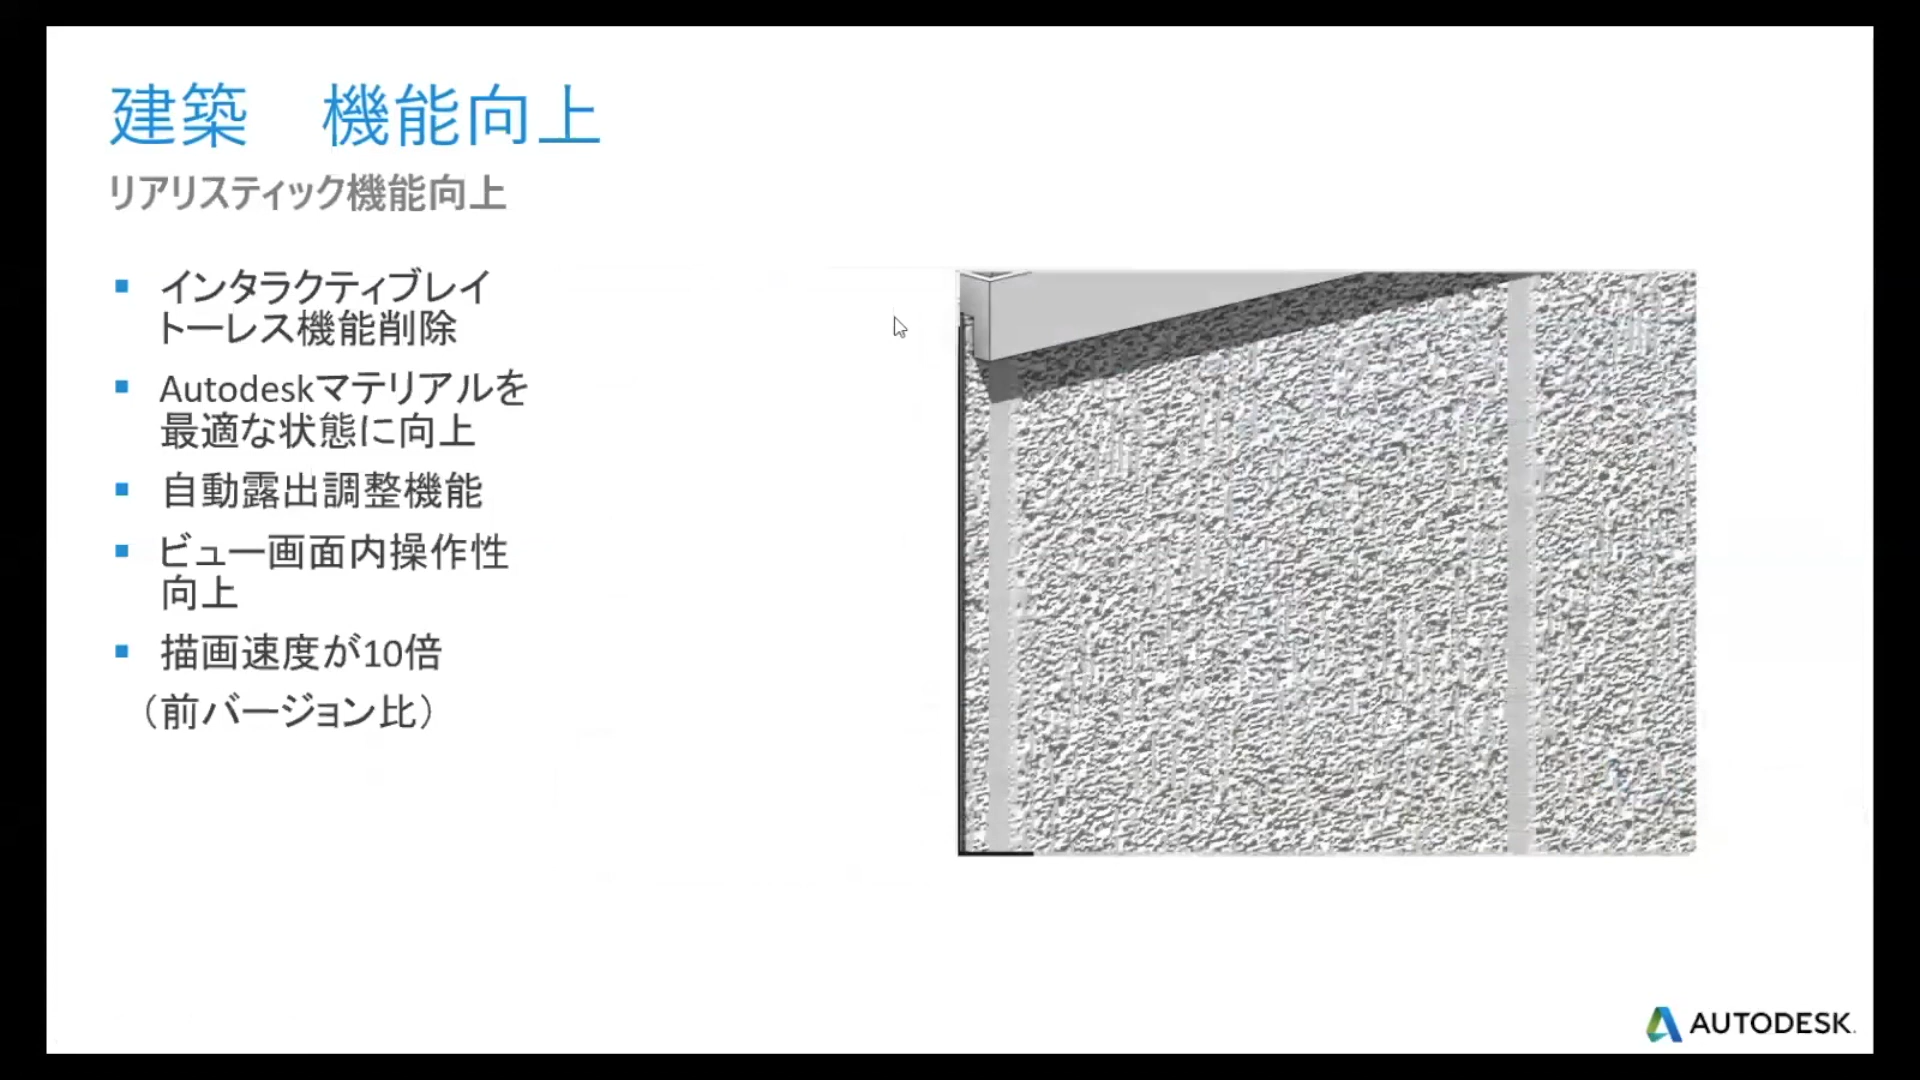 建築　機能向上
リアリスティック機能向上
インタラクティブレイ
トーレス機能削除
Autodeskマテリアルを
最適な状態に向上
自動露出調整機能
ビュー画面内操作性
向上
描画速度が10倍
（前バージョン比）
AUTODESK.